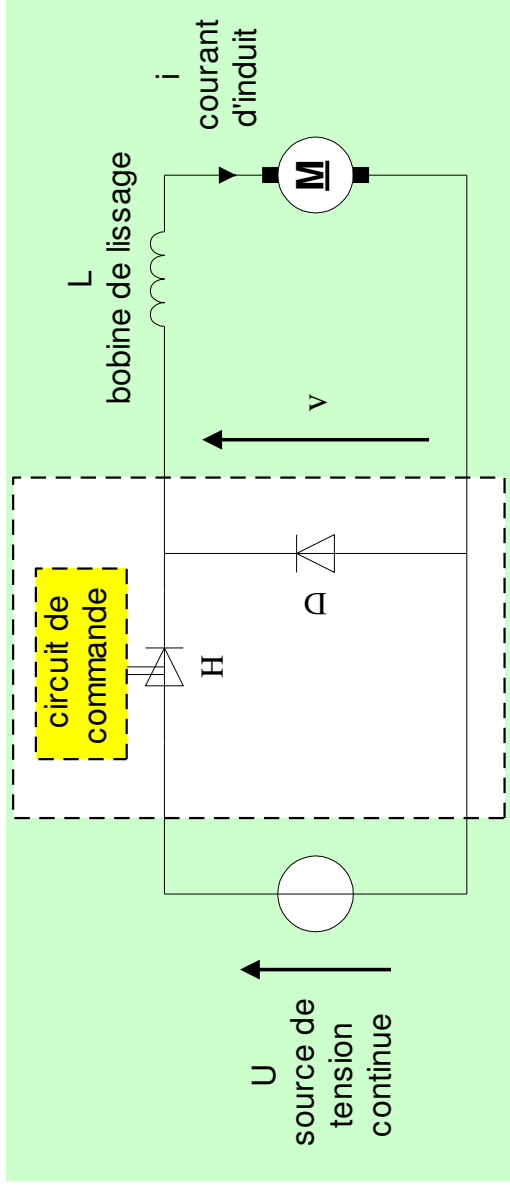 U
source de
tension
continue
circuit de
commande
H
D
v
L
bobine de lissage
i
courant
d'induit
M